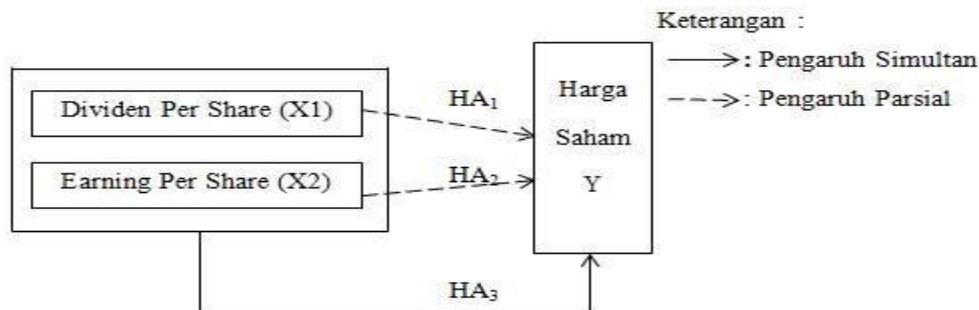 Keterangan :
: Pengaruh Simultan
: Pengaruh Parsial
Dividen Per Share (X1)
Earning Per Share (X2)
HA₁
HA₂
HA₃
Harga
Saham
Y